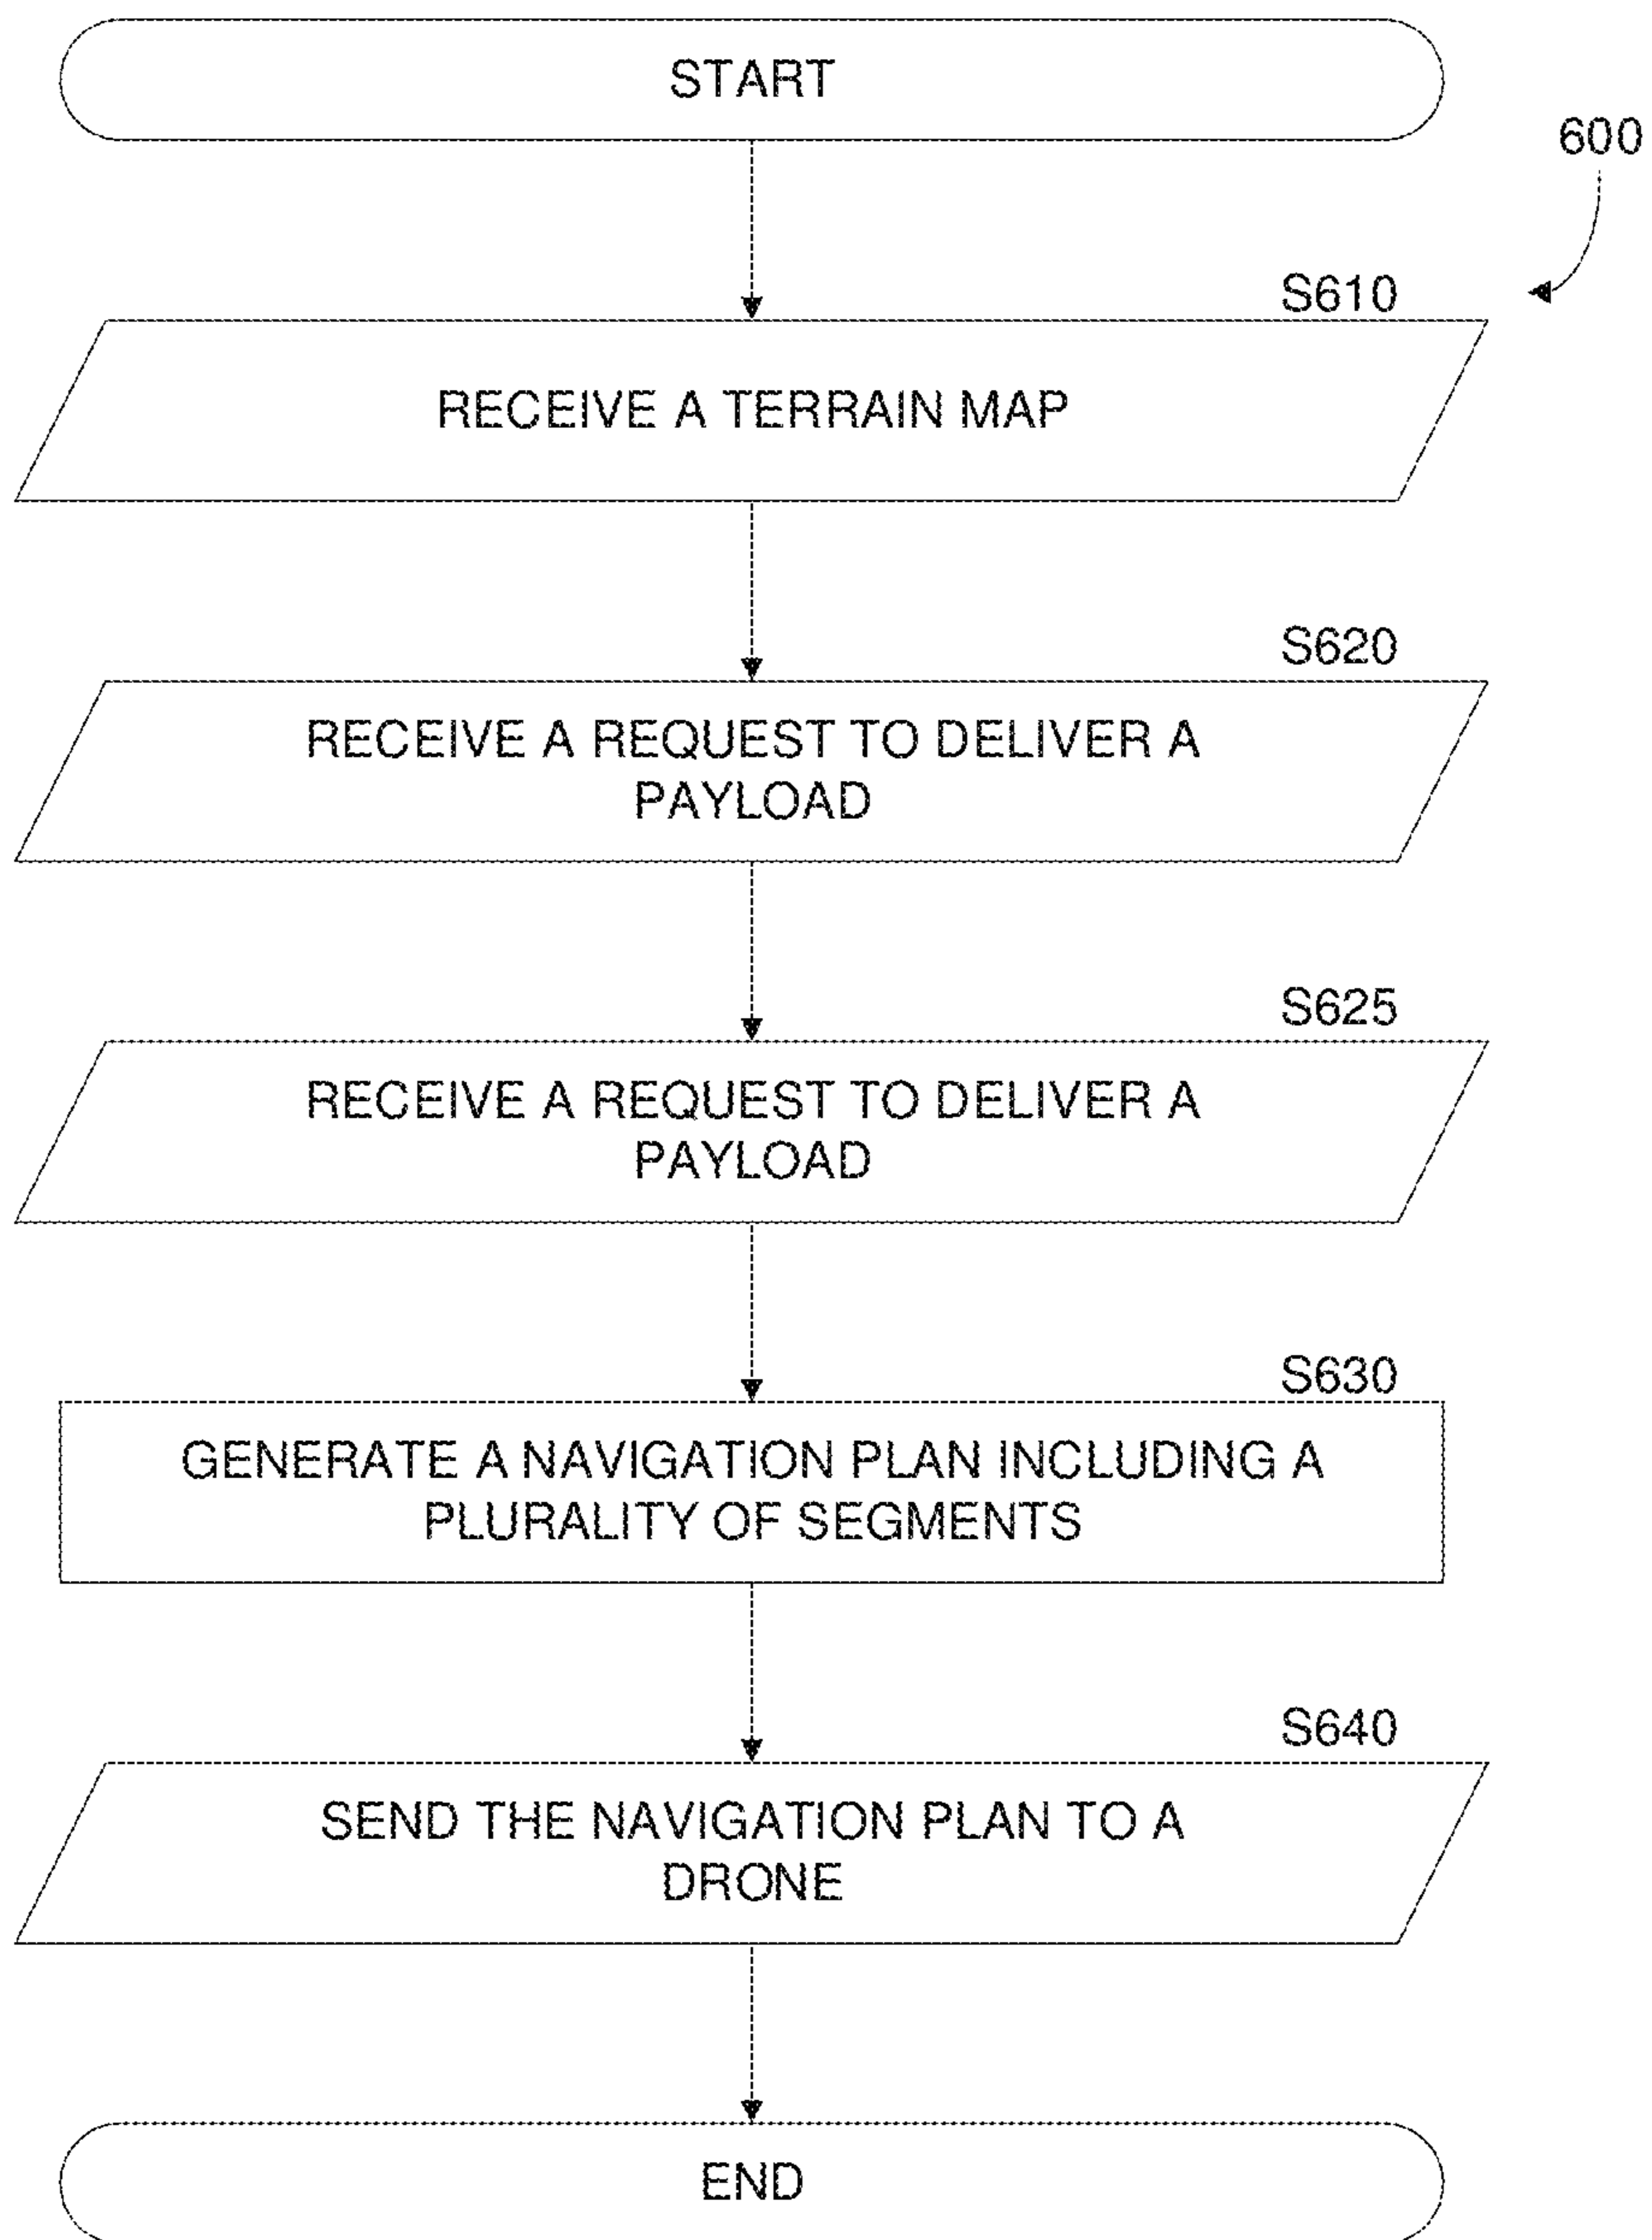 START
600
S610
RECEIVE A TERRAIN MAP
S620
RECEIVE A REQUEST TO DELIVER A
PAYLOAD
S625
RECEIVE A REQUEST TO DELIVER A
PAYLOAD
S630
GENERATE A NAVIGATION PLAN INCLUDING A
PLURALITY OF SEGMENTS
S640
SEND THE NAVIGATION PLAN TO A
DRONE
END